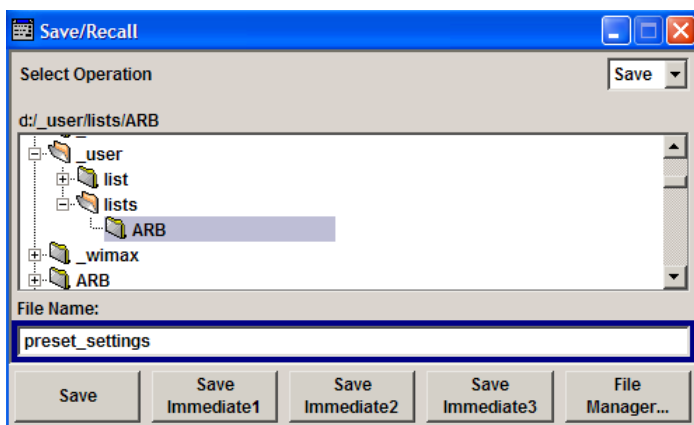 Save/Recall
Select Operation
Save
d:/_user/lists/ARB
_user
list
lists
ARB
_wimax
ARB
File Name:
preset_settings
Save
Save Immediate1
Save Immediate2
Save Immediate3
File Manager...